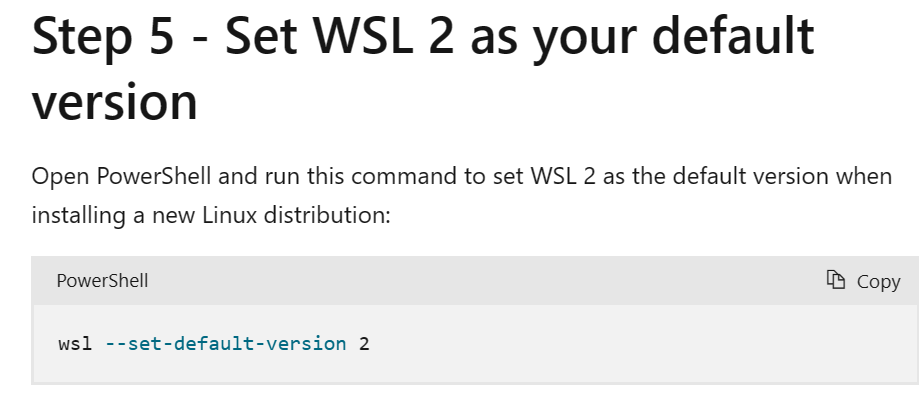 Step 5 - Set WSL 2 as your default
version
Open PowerShell and run this command to set WSL 2 as the default version when
installing a new Linux distribution:
PowerShell
Copy
wsl --set-default-version 2